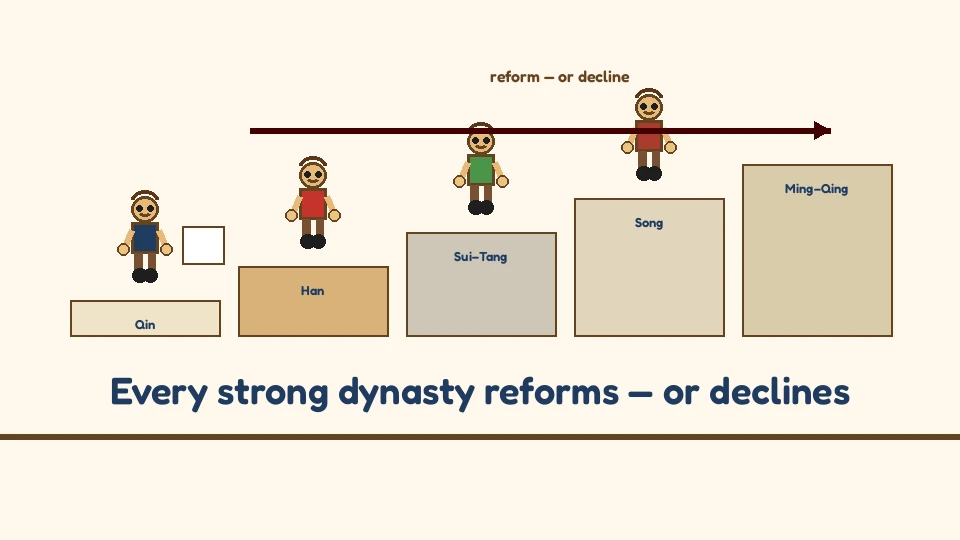 reform — or decline
Ming–Qing
Song
Sui–Tang
Han
Qin
Every strong dynasty reforms — or declines